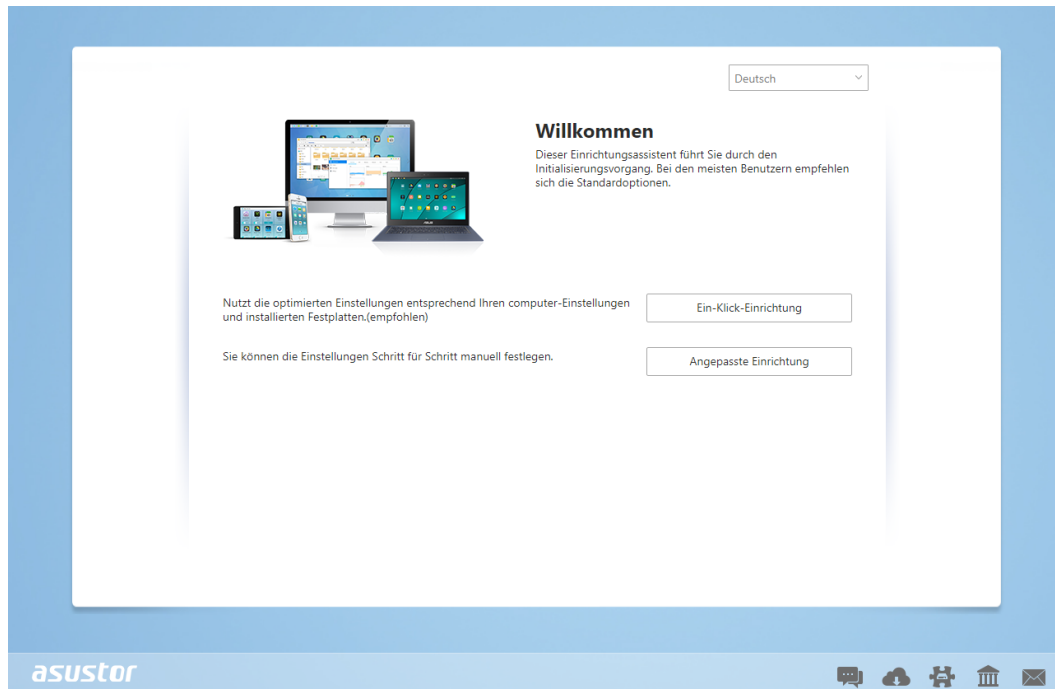 Deutsch
Willkommen
Dieser Einrichtungsassistent führt Sie durch den
Initialisierungsvorgang. Bei den meisten Benutzern empfehlen
sich die Standardoptionen.
Nutzt die optimierten Einstellungen entsprechend Ihren computer-Einstellungen
und installierten Festplatten.(empfohlen)
Ein-Klick-Einrichtung
Sie können die Einstellungen Schritt für Schritt manuell festlegen.
Angepasste Einrichtung
asustor